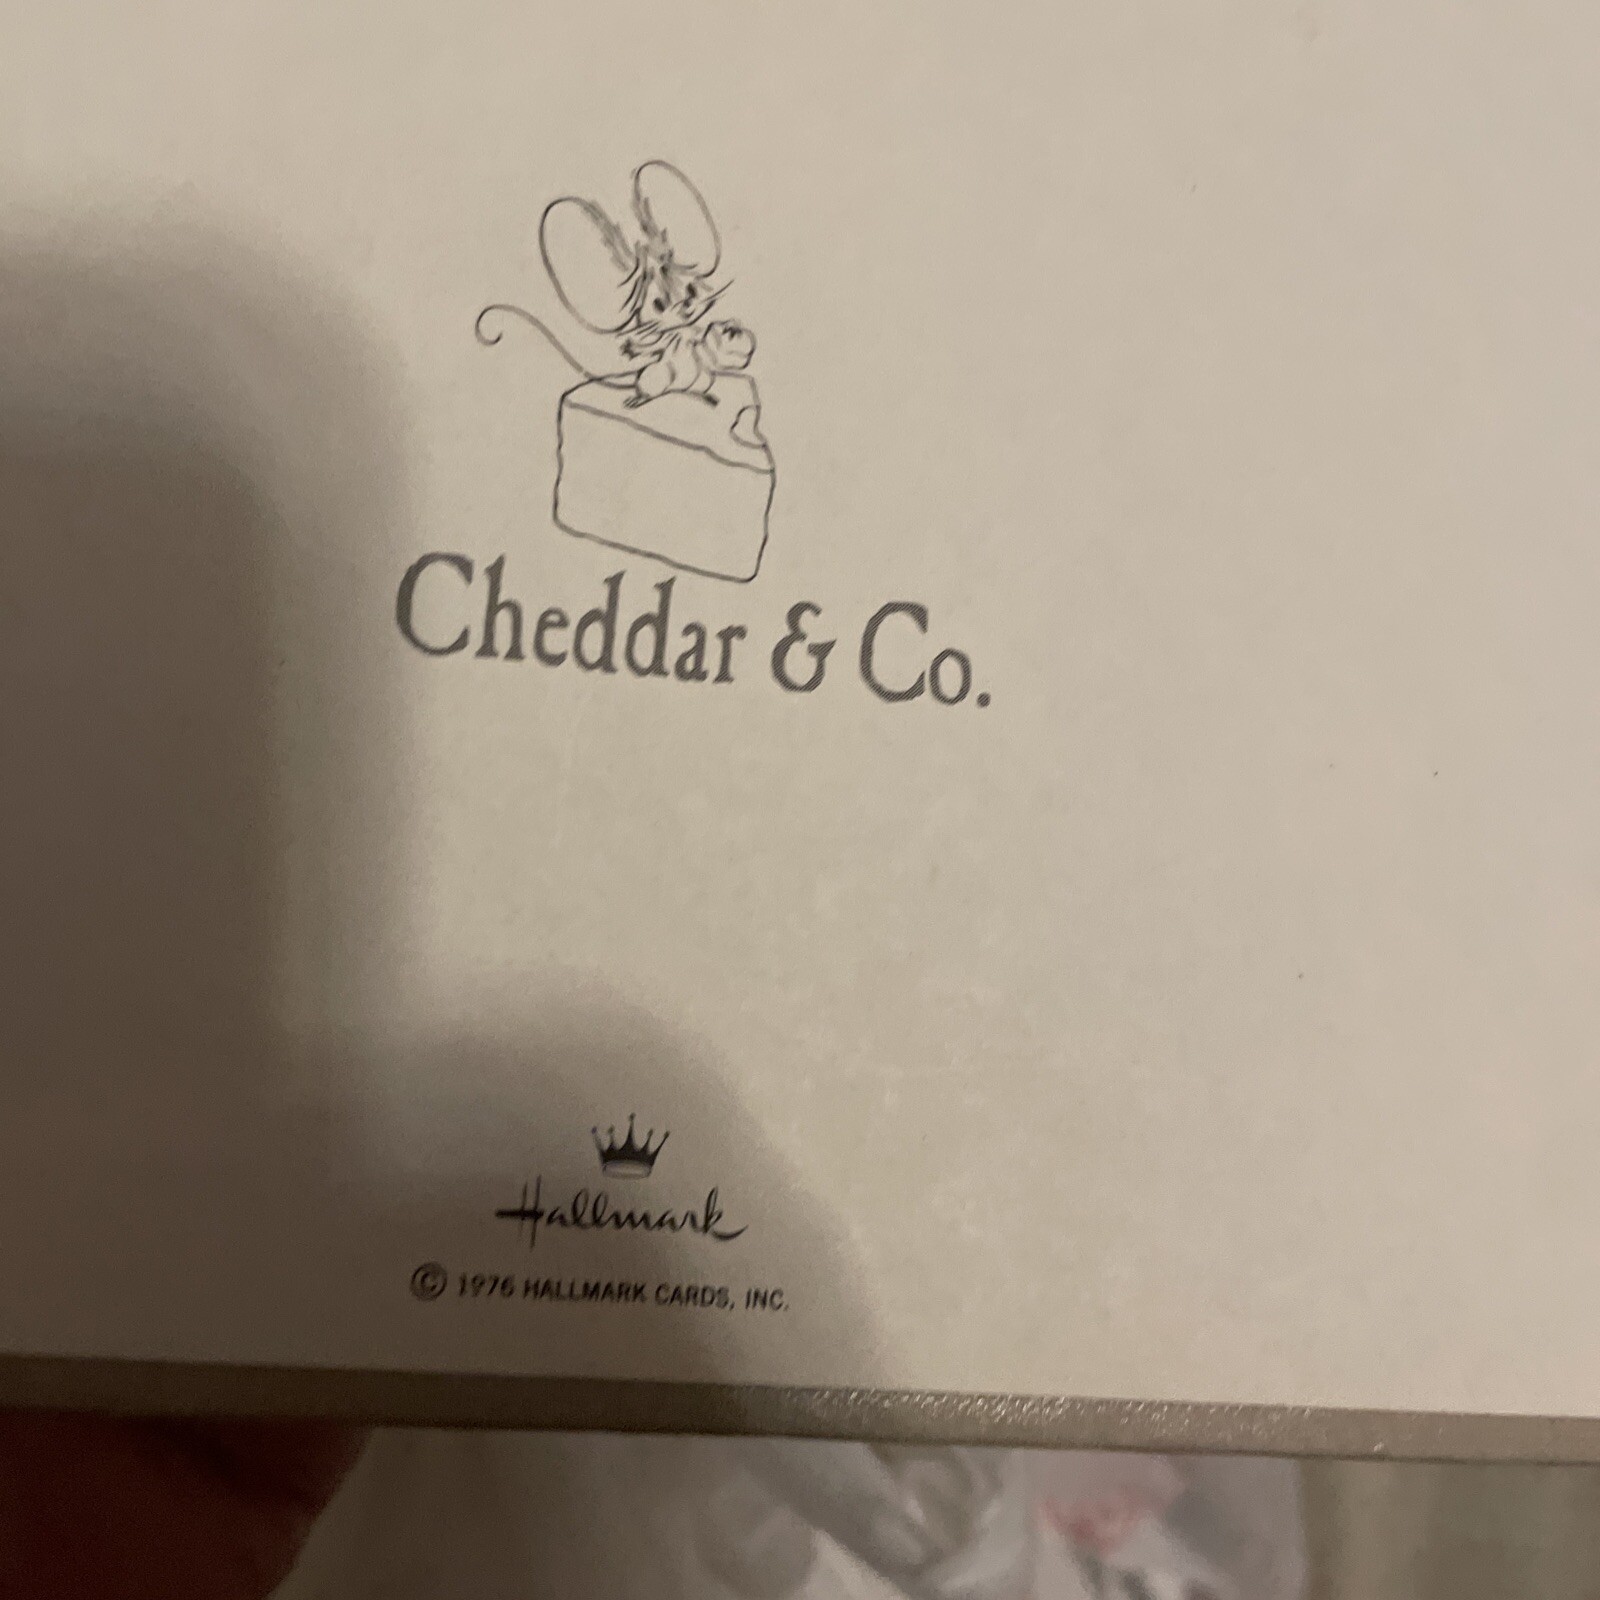 Cheddar & Co.
Hallmark
© 1976 HALLMARK CARDS, INC.